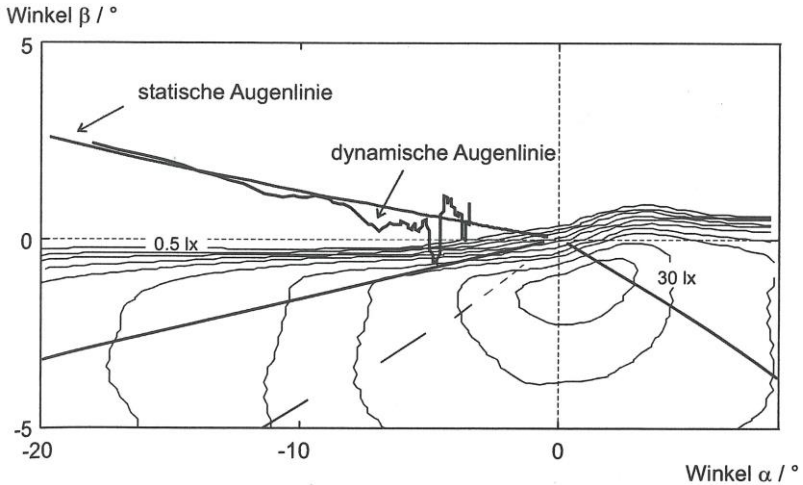 Winkel β / °
5
statische Augenlinie
dynamische Augenlinie
0
0.5 lx
30 lx
-5
-20
-10
0
Winkel α / °